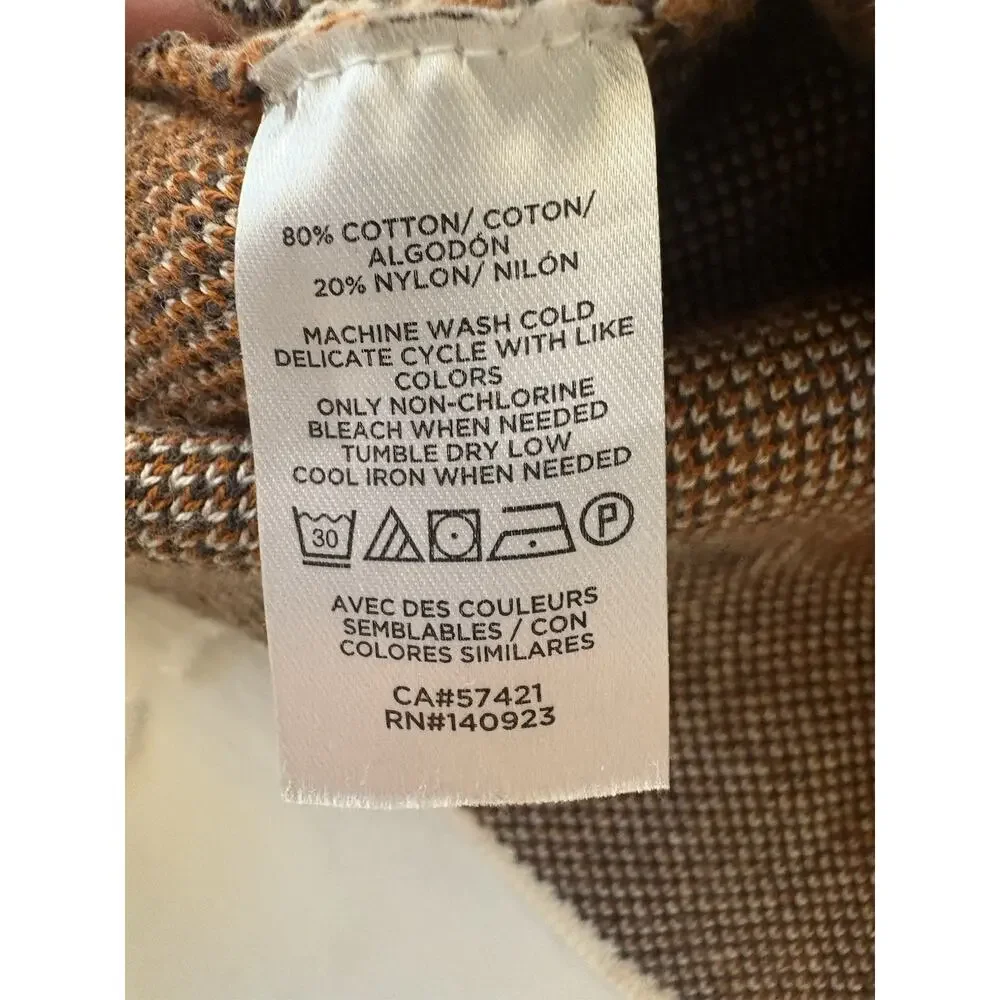 80% COTTON/ COTON/
ALGODÓN
20% NYLON/ NILÓN
MACHINE WASH COLD
DELICATE CYCLE WITH LIKE
COLORS
ONLY NON-CHLORINE
BLEACH WHEN NEEDED
TUMBLE DRY LOW
COOL IRON WHEN NEEDED
30 P
AVEC DES COULEURS
SEMBLABLES / CON
COLORES SIMILARES
CA#57421
RN#140923